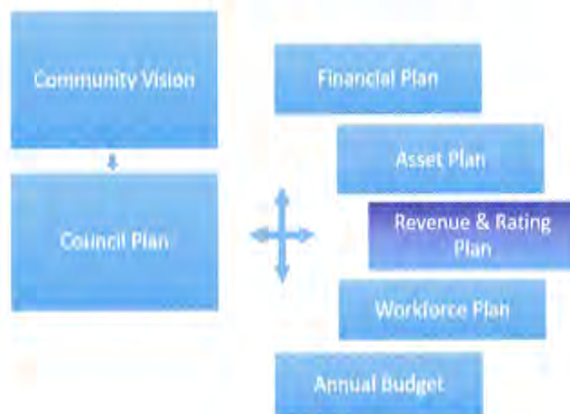 Community Vision
Council Plan
Financial Plan
Asset Plan
Revenue & Rating
Plan
Workforce Plan
Annual Budget